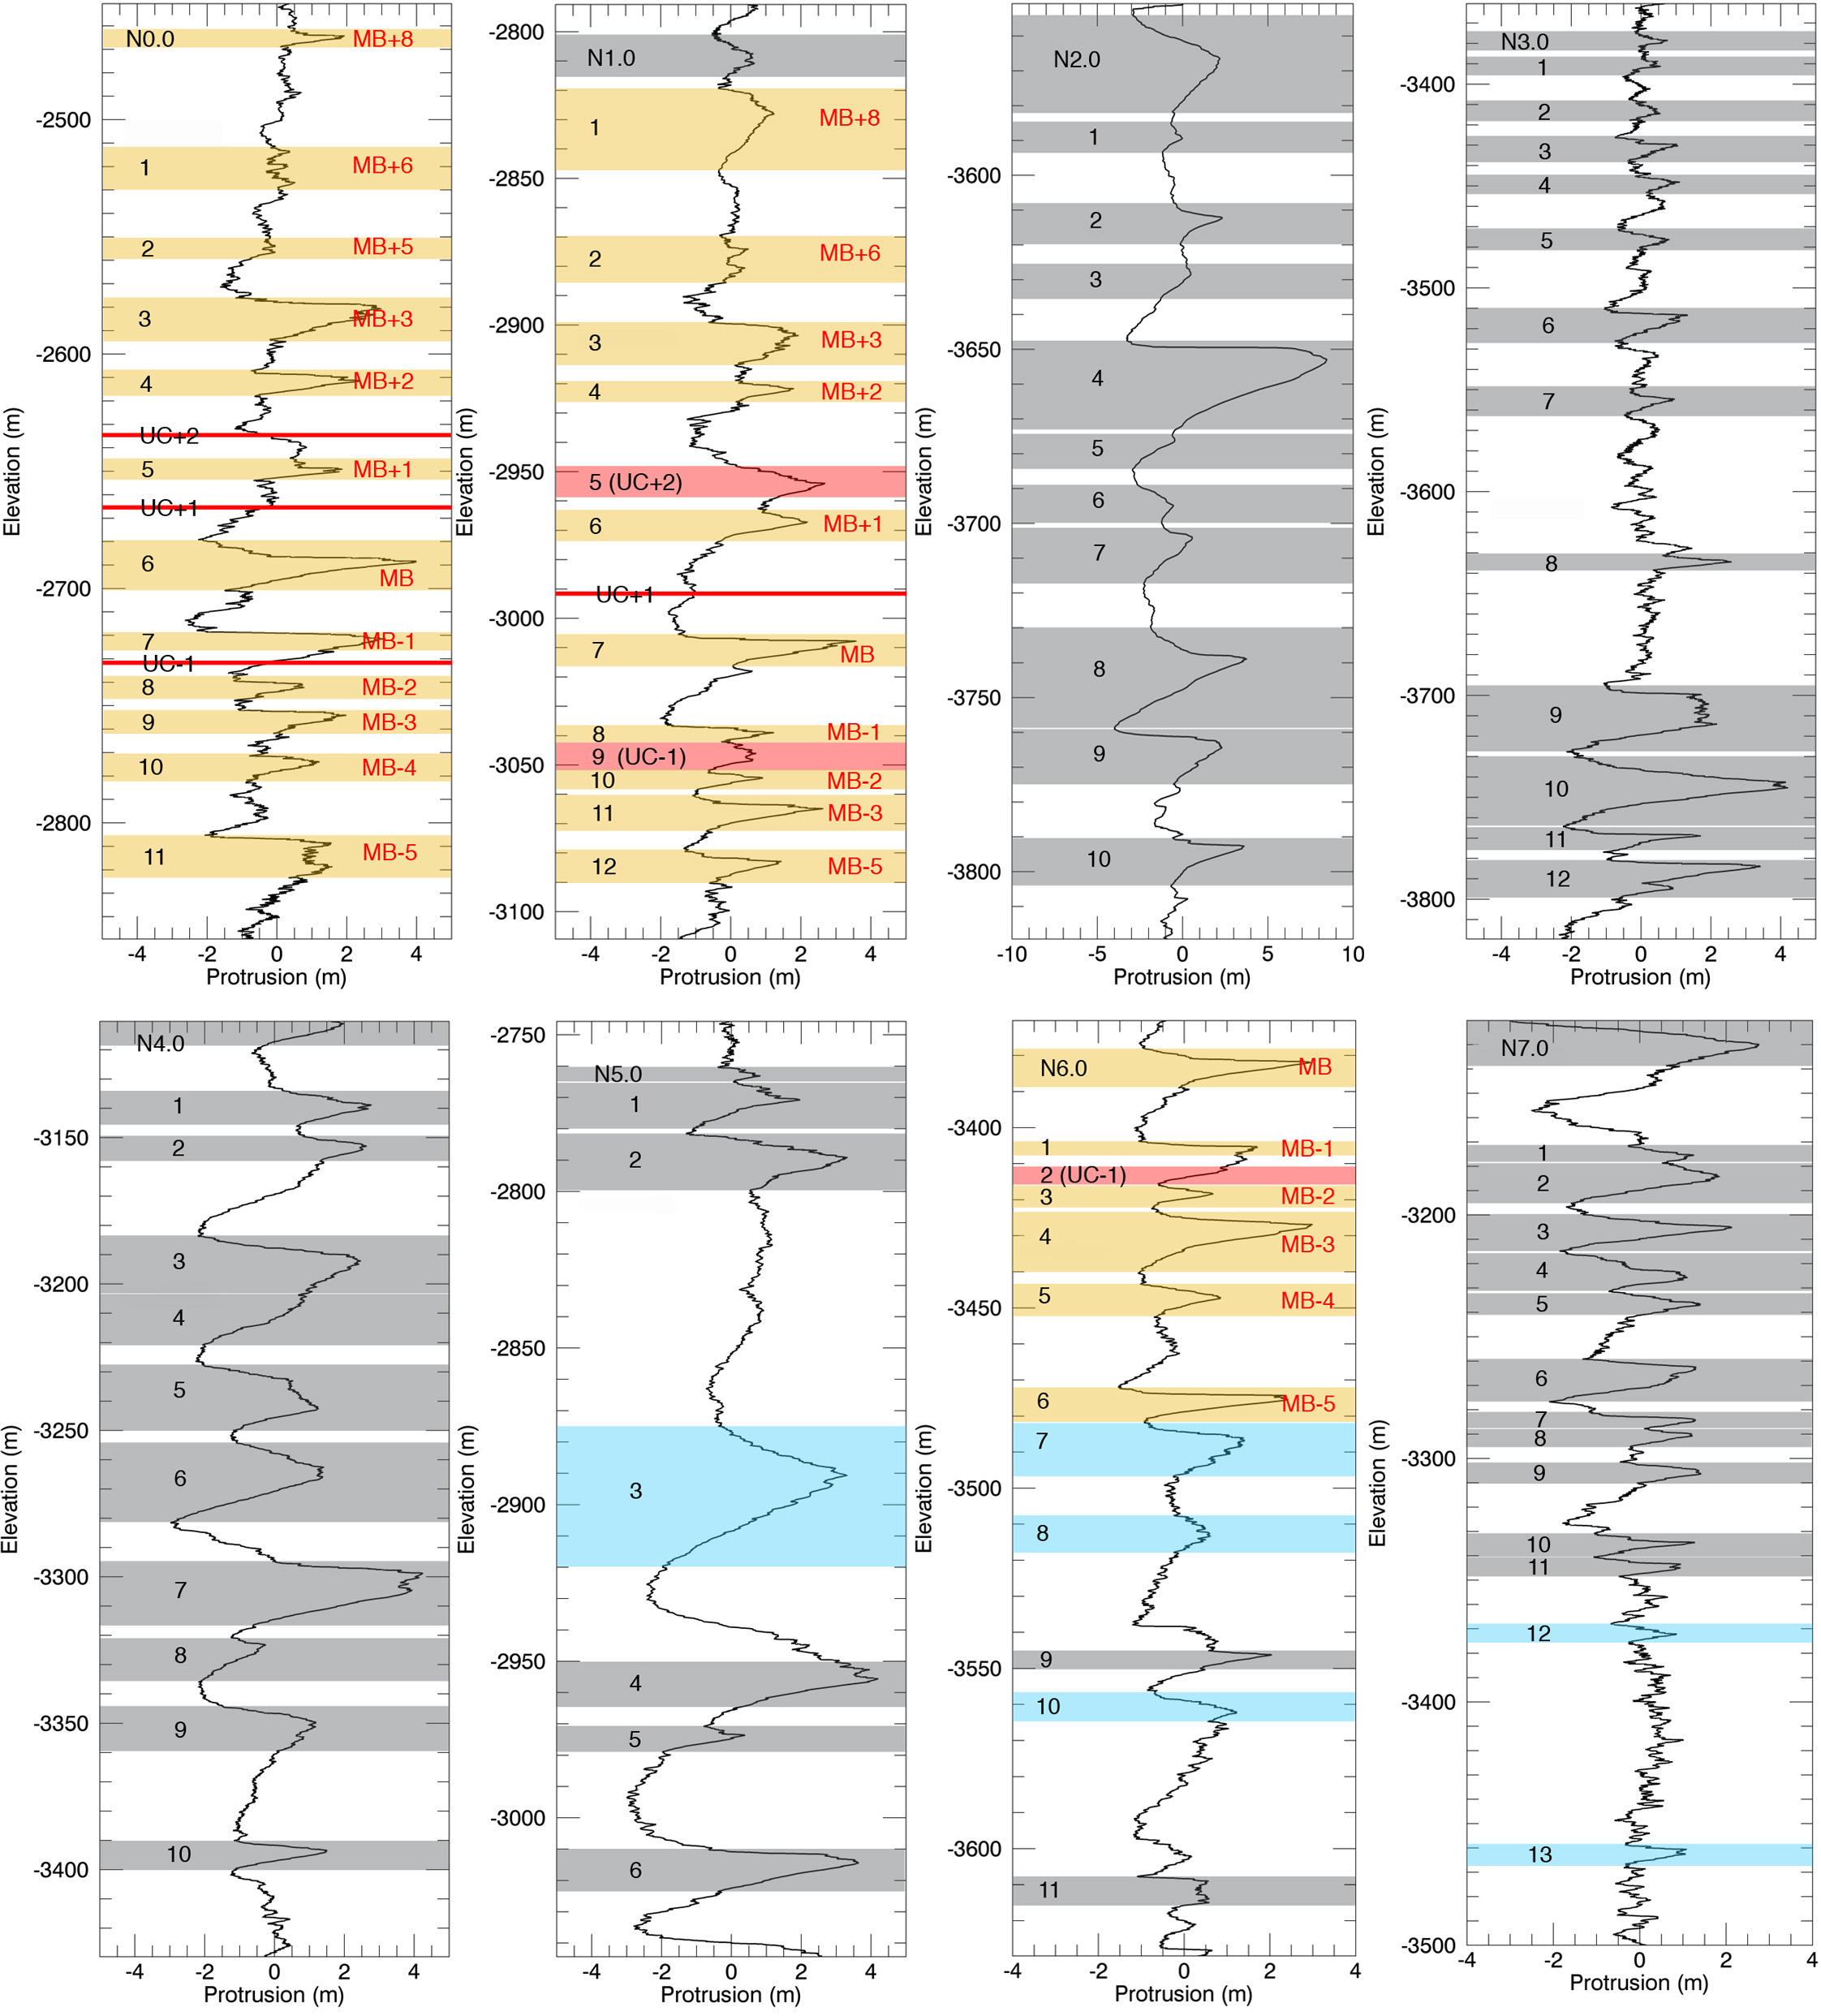 N0.0
MB+8
-2500
1
MB+6
2
MB+5
3
MB+3
-2600
4
MB+2
UC+2
5
MB+1
UC+1
6
MB
-2700
7
MB-1
UC-1
8
MB-2
9
MB-3
10
MB-4
-2800
11
MB-5
-4
-2
0
2
4
Protrusion (m)
Elevation (m)
-2800
N1.0
1
MB+8
-2850
2
MB+6
-2900
3
MB+3
4
MB+2
-2950
5 (UC+2)
6
MB+1
UC+1
-3000
7
MB
8
MB-1
9 (UC-1)
-3050
10
MB-2
11
MB-3
12
MB-5
-3100
-4
-2
0
2
4
Protrusion (m)
Elevation (m)
N2.0
1
-3600
2
3
-3650
4
5
6
-3700
7
8
-3750
9
10
-3800
-10
-5
0
5
10
Protrusion (m)
Elevation (m)
N3.0
1
-3400
2
3
4
5
-3500
6
7
-3600
8
-3700
9
10
11
12
-3800
-4
-2
0
2
4
Protrusion (m)
Elevation (m)
N4.0
1
-3150
2
3
-3200
4
5
-3250
6
-3300
7
8
-3350
9
10
-3400
-4
-2
0
2
4
Protrusion (m)
Elevation (m)
-2750
N5.0
1
2
-2800
-2850
3
-2900
-2950
4
5
-3000
6
-4
-2
0
2
4
Protrusion (m)
Elevation (m)
N6.0
MB
-3400
1
MB-1
2 (UC-1)
3
MB-2
4
MB-3
5
MB-4
-3450
6
MB-5
7
-3500
8
-3550
9
10
-3600
11
-4
-2
0
2
4
Protrusion (m)
Elevation (m)
N7.0
1
2
-3200
3
4
5
6
7
8
-3300
9
10
11
12
-3400
13
-3500
-4
-2
0
2
4
Protrusion (m)
Elevation (m)